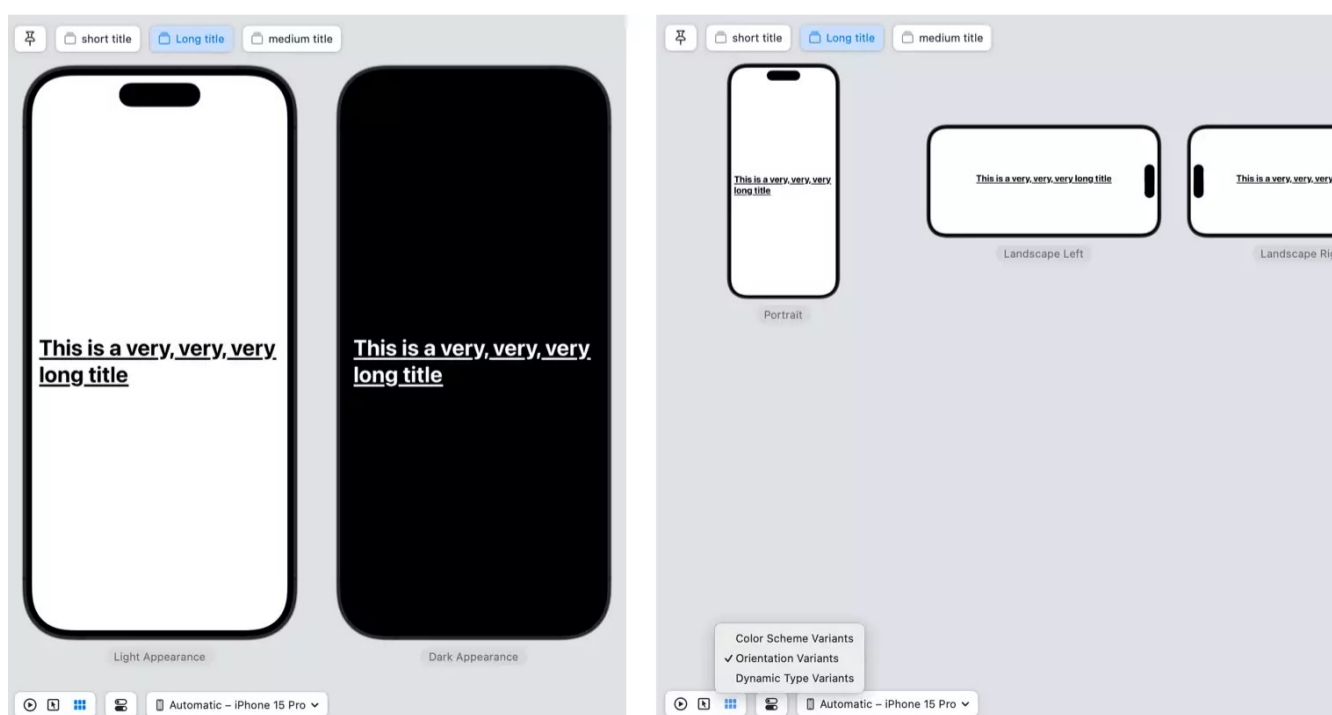 short title
Long title
medium title
This is a very, very, very
long title
Light Appearance
This is a very, very, very
long title
Dark Appearance
Automatic – iPhone 15 Pro
short title
Long title
medium title
This is a very, very, very
long title
Portrait
This is a very, very, very long title
Landscape Left
This is a very, very, very
Landscape
Color Scheme Variants
✓ Orientation Variants
Dynamic Type Variants
Automatic – iPhone 15 Pro